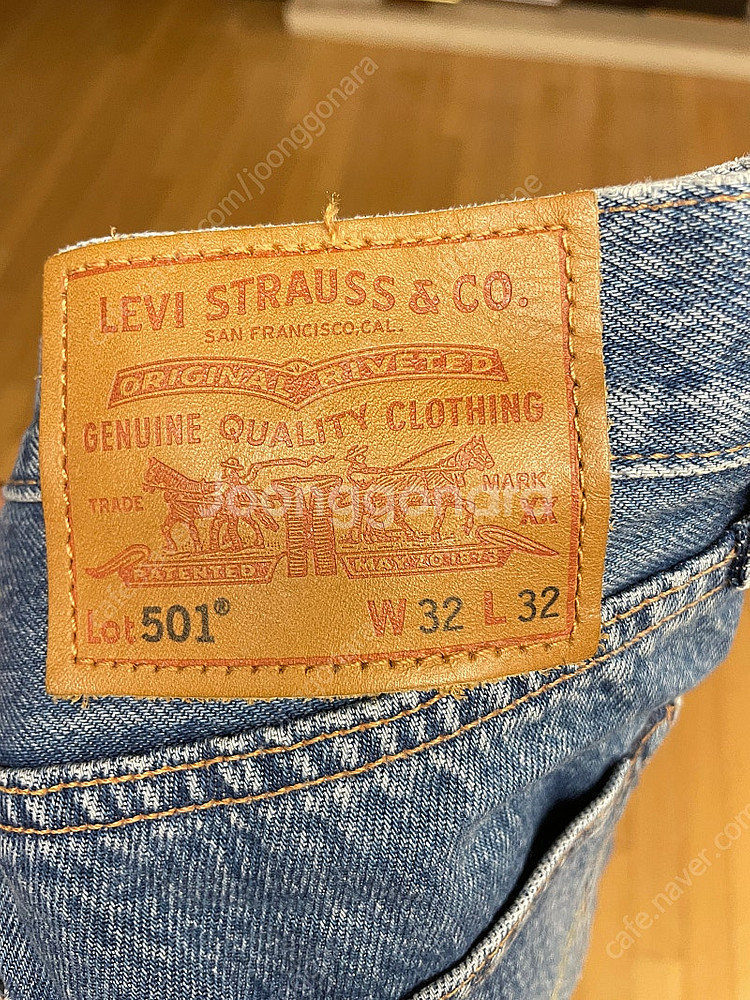 LEVI STRAUSS & CO.
SAN FRANCISCO, CAL.
ORIGINAL RIVETED
GENUINE QUALITY CLOTHING
TRADE MARK
XX
Joonggonara
PATENTED MAY 20 1873
Lot 501® W 32 L 32
com/joonggonara
cafe.naver.com